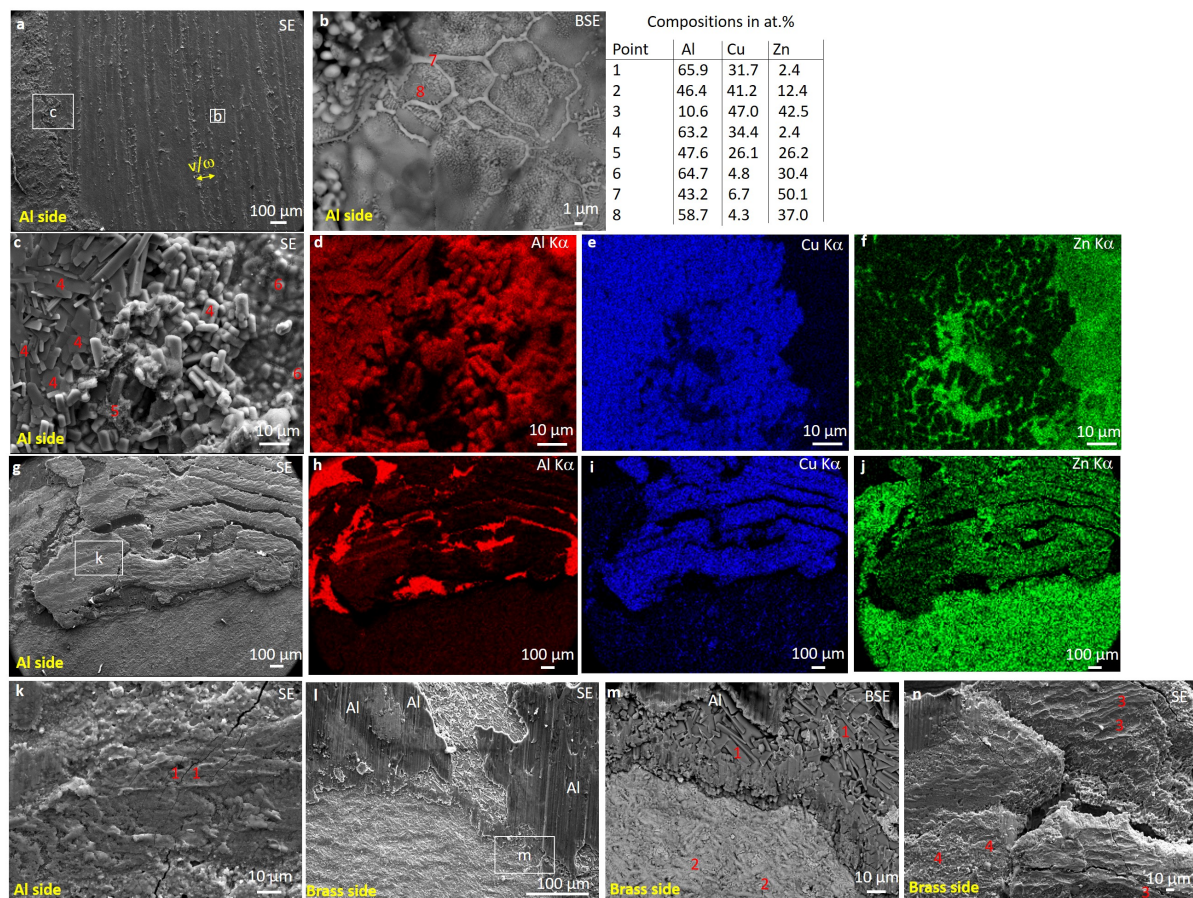 a SE
c
b
v/ω
Al side 100 µm
b BSE
7
8
1 µm
Compositions in at.%
Point Al Cu Zn
1 65.9 31.7 2.4
2 46.4 41.2 12.4
3 10.6 47.0 42.5
4 63.2 34.4 2.4
5 47.6 26.1 26.2
6 64.7 4.8 30.4
7 43.2 6.7 50.1
8 58.7 4.3 37.0
c SE
4 6
4
4 4
4 6
4
5
Al side 10 µm
d Al Kα
10 µm
e Cu Kα
10 µm
f Zn Kα
10 µm
g SE
k
Al side 100 µm
h Al Kα
100 µm
i Cu Kα
100 µm
j Zn Kα
100 µm
k SE
1 1
Al side 10 µm
l SE
Al Al
Al
m
Brass side 100 µm
m BSE
Al
1 1
2
2
Brass side 10 µm
n SE
3
3
4
4
3
Brass side 10 µm